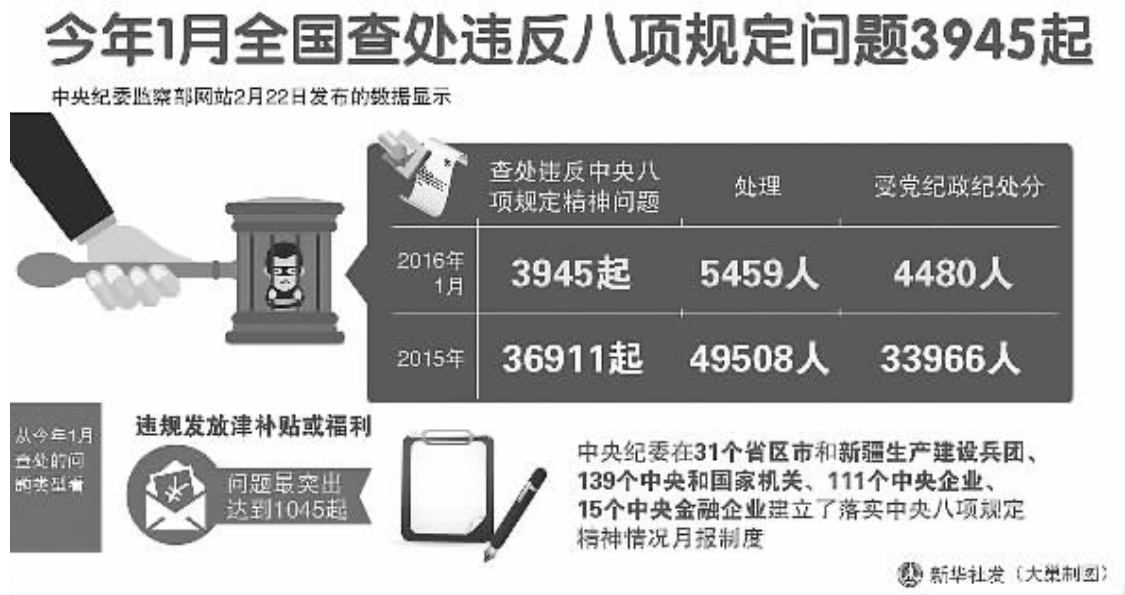 今年1月全国查处违反八项规定问题3945起
中央纪委监察部网站2月22日发布的数据显示
查处违反中央八
项规定精神问题
处理
受党纪政纪处分
2016年
1月
3945起
5459人
4480人
2015年
36911起
49508人
33966人
从今年1月
查处的问
题类型看
违规发放津补贴或福利
问题最突出
达到1045起
中央纪委在31个省区市和新疆生产建设兵团、
139个中央和国家机关、111个中央企业、
15个中央金融企业建立了落实中央八项规定
精神情况月报制度
新华社发（大巢制图）